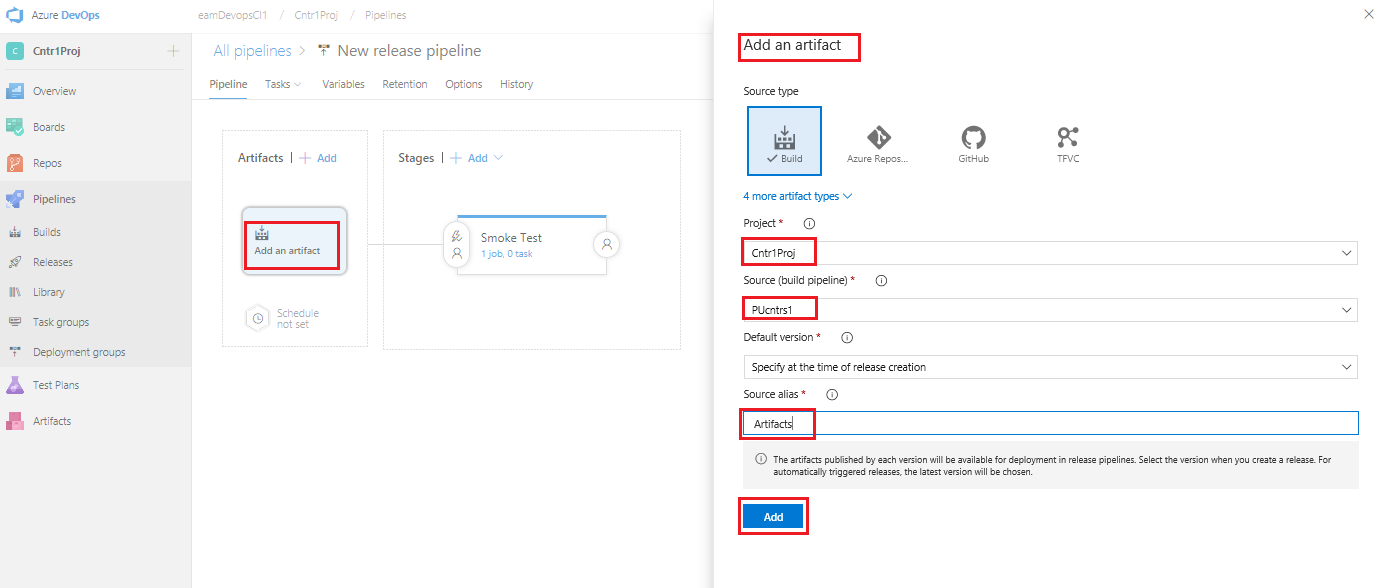 Azure DevOps
eamDevopsCI1 / Cntr1Proj / Pipelines
C Cntr1Proj
Overview
Boards
Repos
Pipelines
Builds
Releases
Library
Task groups
Deployment groups
Test Plans
Artifacts
All pipelines > New release pipeline
Pipeline Tasks Variables Retention Options History
Artifacts | + Add
Add an artifact
Schedule
not set
Stages | + Add
Smoke Test
1 job, 0 task
Add an artifact
Source type
Build
Azure Repos...
GitHub
TFVC
4 more artifact types
Project *
Cntr1Proj
Source (build pipeline) *
PUcntrs1
Default version *
Specify at the time of release creation
Source alias *
Artifacts
The artifacts published by each version will be available for deployment in release pipelines. Select the version when you create a release. For
automatically triggered releases, the latest version will be chosen.
Add